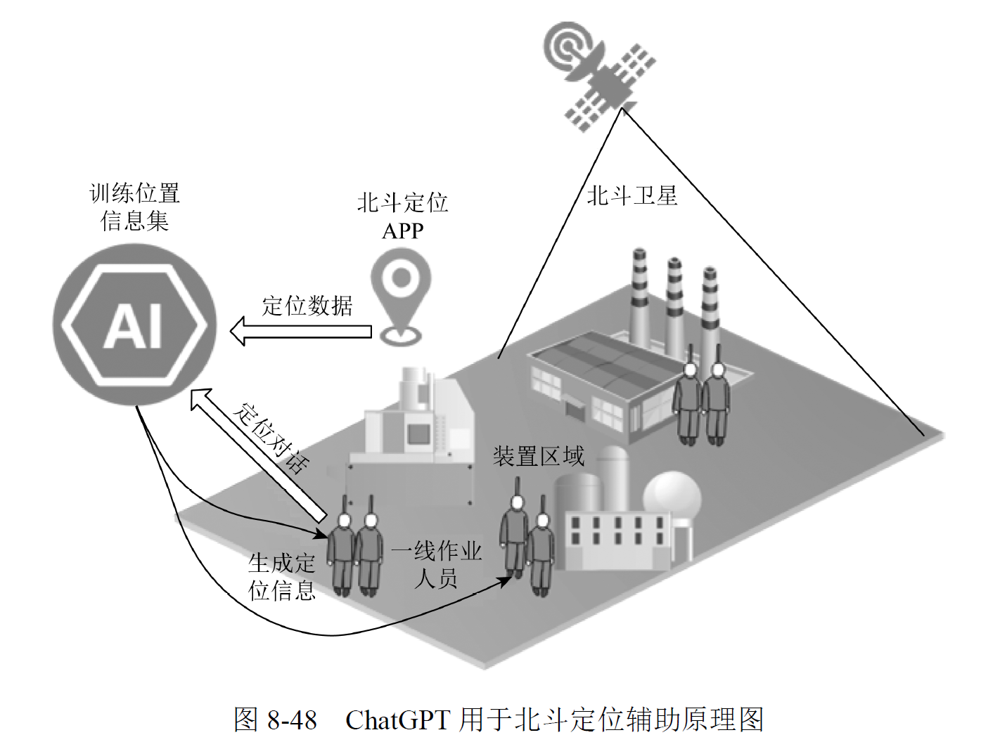 北斗卫星
训练位置
信息集
北斗定位
APP
定位数据
AI
定位对话
装置区域
一线作业
人员
生成定
位信息
图 8-48　ChatGPT 用于北斗定位辅助原理图